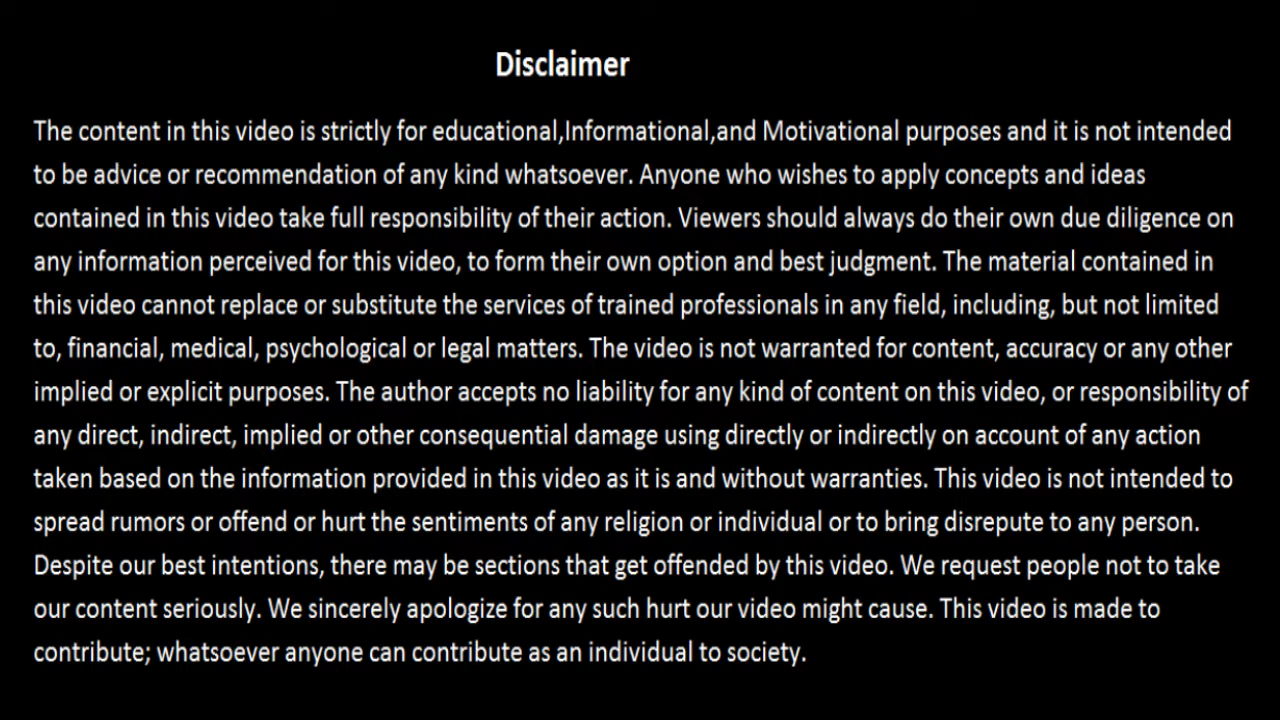 Disclaimer
The content in this video is strictly for educational,Informational,and Motivational purposes and it is not intended
to be advice or recommendation of any kind whatsoever. Anyone who wishes to apply concepts and ideas
contained in this video take full responsibility of their action. Viewers should always do their own due diligence on
any information perceived for this video, to form their own option and best judgment. The material contained in
this video cannot replace or substitute the services of trained professionals in any field, including, but not limited
to, financial, medical, psychological or legal matters. The video is not warranted for content, accuracy or any other
implied or explicit purposes. The author accepts no liability for any kind of content on this video, or responsibility of
any direct, indirect, implied or other consequential damage using directly or indirectly on account of any action
taken based on the information provided in this video as it is and without warranties. This video is not intended to
spread rumors or offend or hurt the sentiments of any religion or individual or to bring disrepute to any person.
Despite our best intentions, there may be sections that get offended by this video. We request people not to take
our content seriously. We sincerely apologize for any such hurt our video might cause. This video is made to
contribute; whatsoever anyone can contribute as an individual to society.